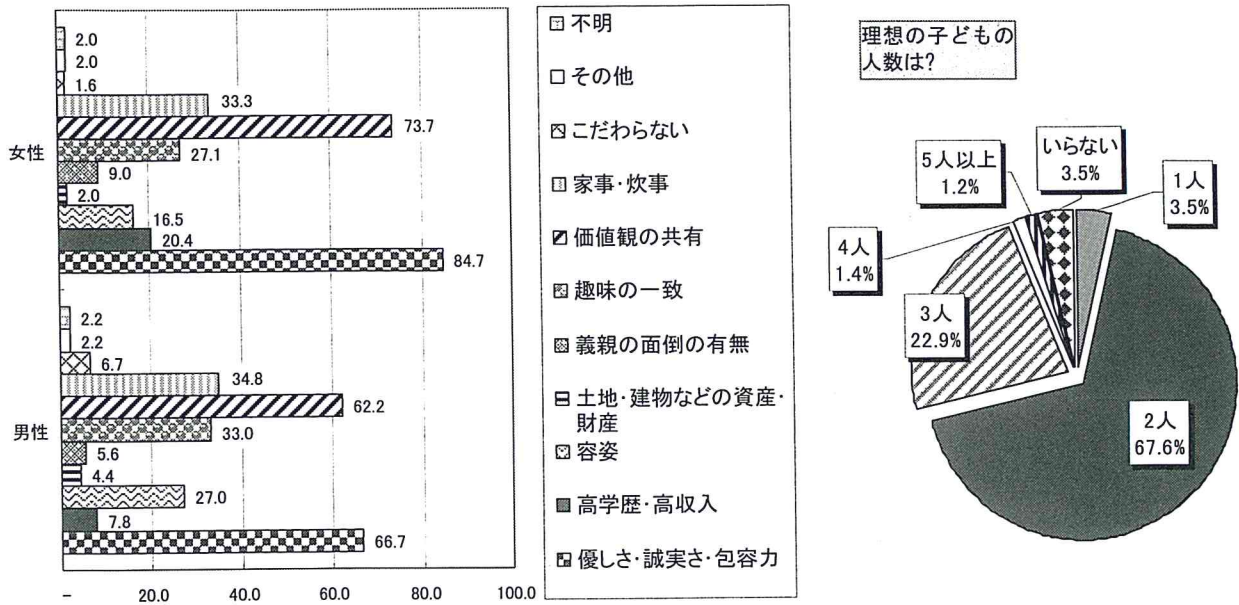 女性
2.0
2.0
1.6
33.3
73.7
27.1
9.0
2.0
16.5
20.4
84.7
男性
2.2
2.2
6.7
34.8
62.2
33.0
5.6
4.4
27.0
7.8
66.7
－ 20.0 40.0 60.0 80.0 100.0
不明
その他
こだわらない
家事・炊事
価値観の共有
趣味の一致
義親の面倒の有無
土地・建物などの資産・
財産
容姿
高学歴・高収入
優しさ・誠実さ・包容力
理想の子どもの
人数は?
いらない
3.5%
1人
3.5%
5人以上
1.2%
4人
1.4%
3人
22.9%
2人
67.6%